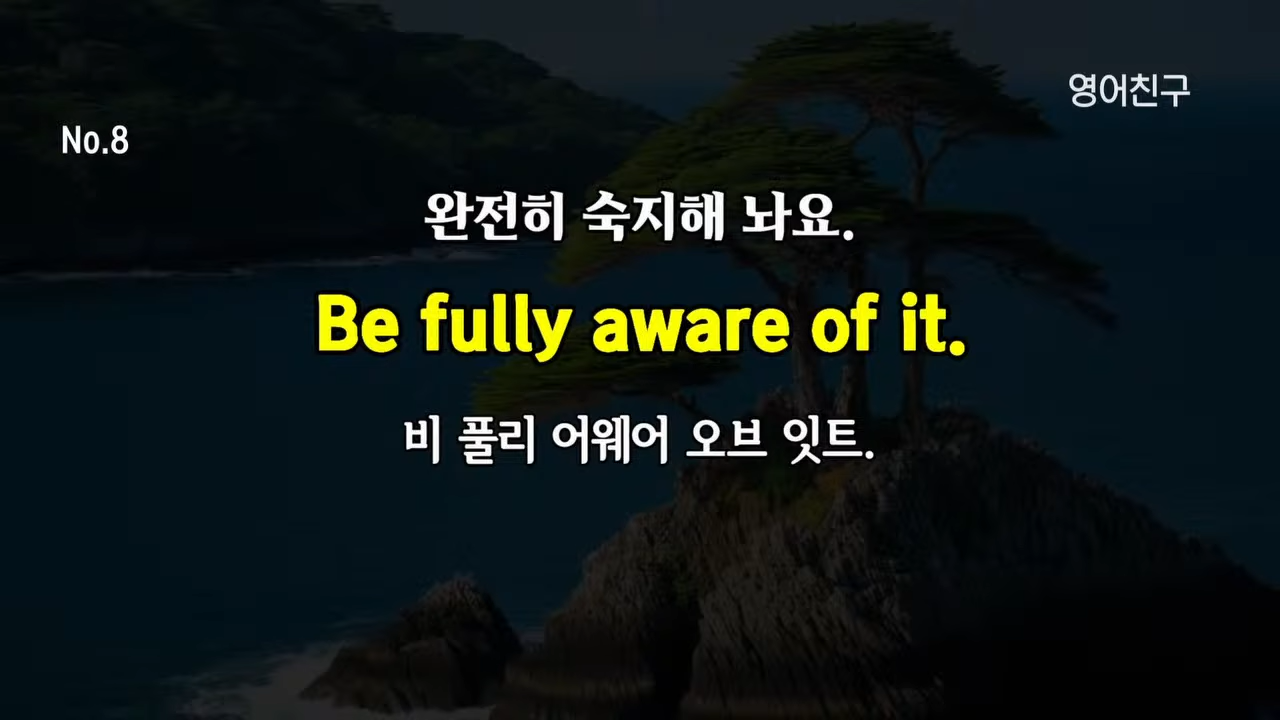 영어친구
No.8
완전히 숙지해 놔요.
Be fully aware of it.
비 풀리 어웨어 오브 잇트.